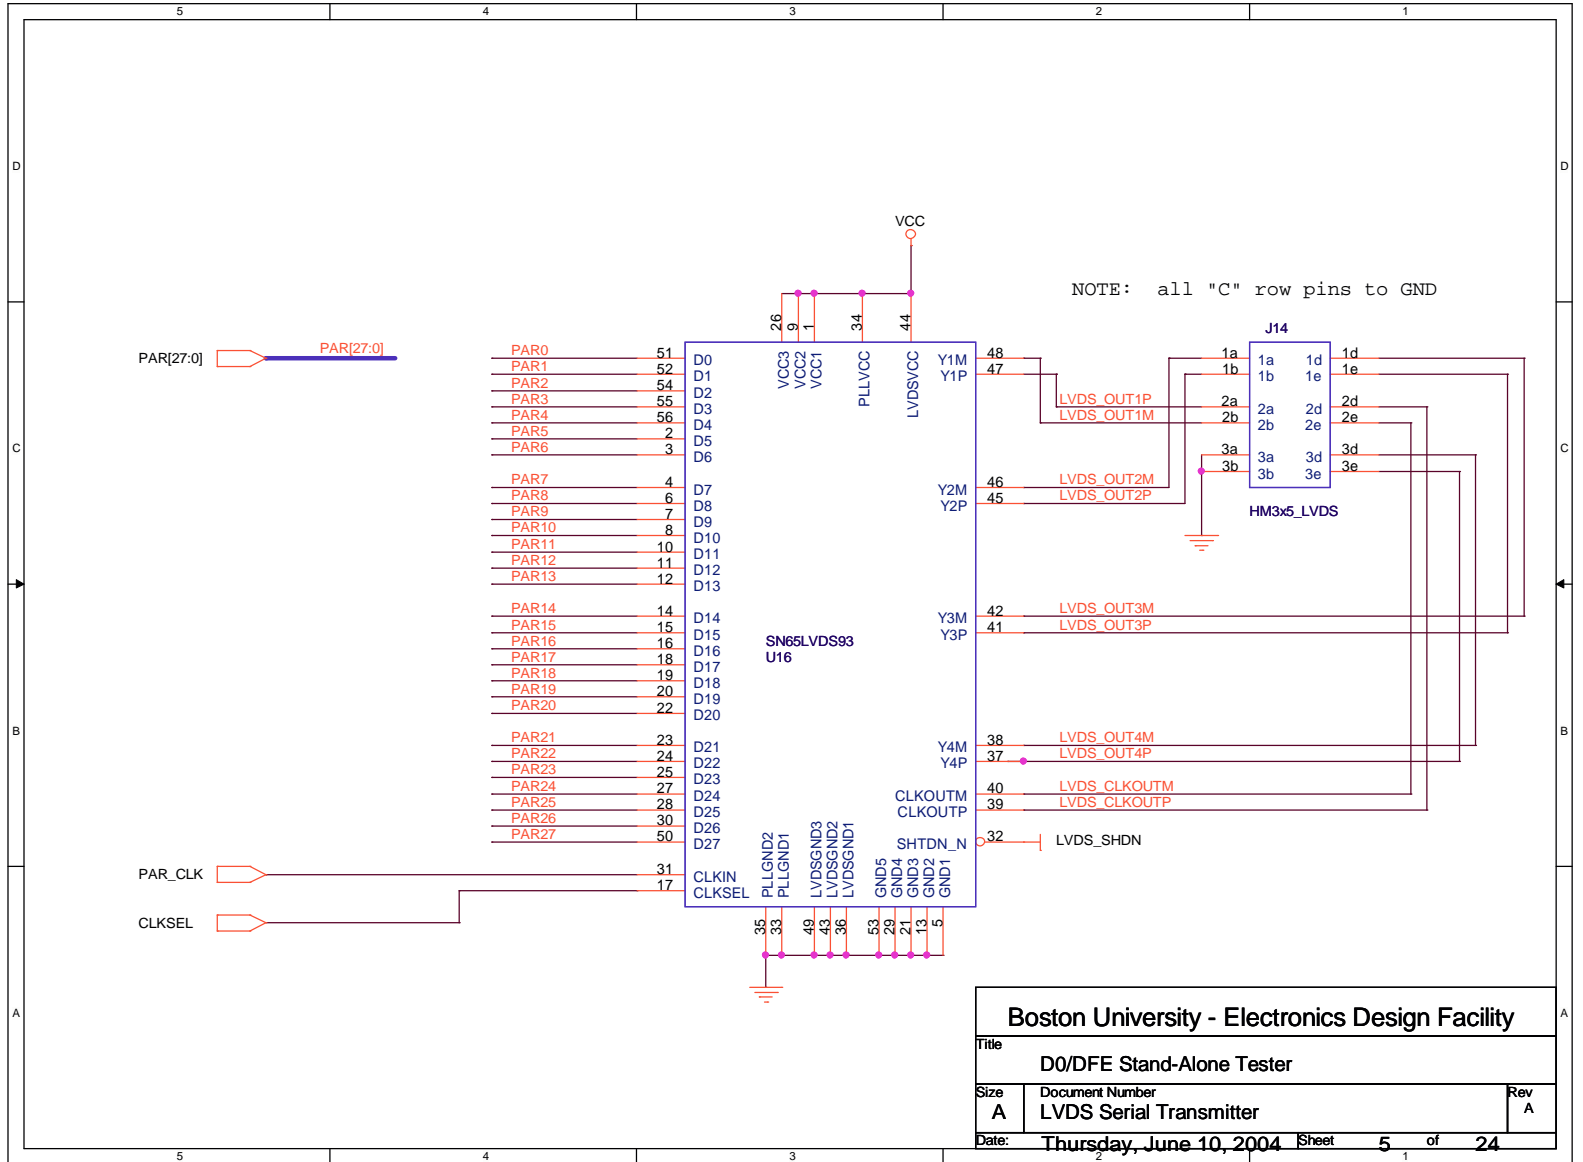 5 4 3 2 1
D D
C C
B B
A A
VCC
NOTE: all "C" row pins to GND
PAR[27:0] PAR[27:0]
26 9 1 34 44
VCC3 VCC2 VCC1 PLLVCC LVDSVCC
PAR0 51 D0
PAR1 52 D1
PAR2 54 D2
PAR3 55 D3
PAR4 56 D4
PAR5 2 D5
PAR6 3 D6
PAR7 4 D7
PAR8 6 D8
PAR9 7 D9
PAR10 8 D10
PAR11 10 D11
PAR12 11 D12
PAR13 12 D13
PAR14 14 D14
PAR15 15 D15
PAR16 16 D16
PAR17 18 D17
PAR18 19 D18
PAR19 20 D19
PAR20 22 D20
PAR21 23 D21
PAR22 24 D22
PAR23 25 D23
PAR24 27 D24
PAR25 28 D25
PAR26 30 D26
PAR27 50 D27
PAR_CLK 31 CLKIN
CLKSEL 17 CLKSEL
SN65LVDS93
U16
Y1M 48
Y1P 47
LVDS_OUT1P
LVDS_OUT1M
Y2M 46 LVDS_OUT2M
Y2P 45 LVDS_OUT2P
Y3M 42 LVDS_OUT3M
Y3P 41 LVDS_OUT3P
Y4M 38 LVDS_OUT4M
Y4P 37 LVDS_OUT4P
CLKOUTM 40 LVDS_CLKOUTM
CLKOUTP 39 LVDS_CLKOUTP
SHTDN_N 32 LVDS_SHDN
PLLGND2 PLLGND1 LVDSGND3 LVDSGND2 LVDSGND1 GND5 GND4 GND3 GND2 GND1
35 33 49 43 36 53 29 21 13 5
J14
1a 1a 1d 1d
1b 1b 1e 1e
2a 2a 2d 2d
2b 2b 2e 2e
3a 3a 3d 3d
3b 3b 3e 3e
HM3x5_LVDS
Boston University - Electronics Design Facility
Title
D0/DFE Stand-Alone Tester
Size Document Number Rev
A LVDS Serial Transmitter A
Date: Thursday, June 10, 2004 Sheet 5 of 24
5 4 3 2 1